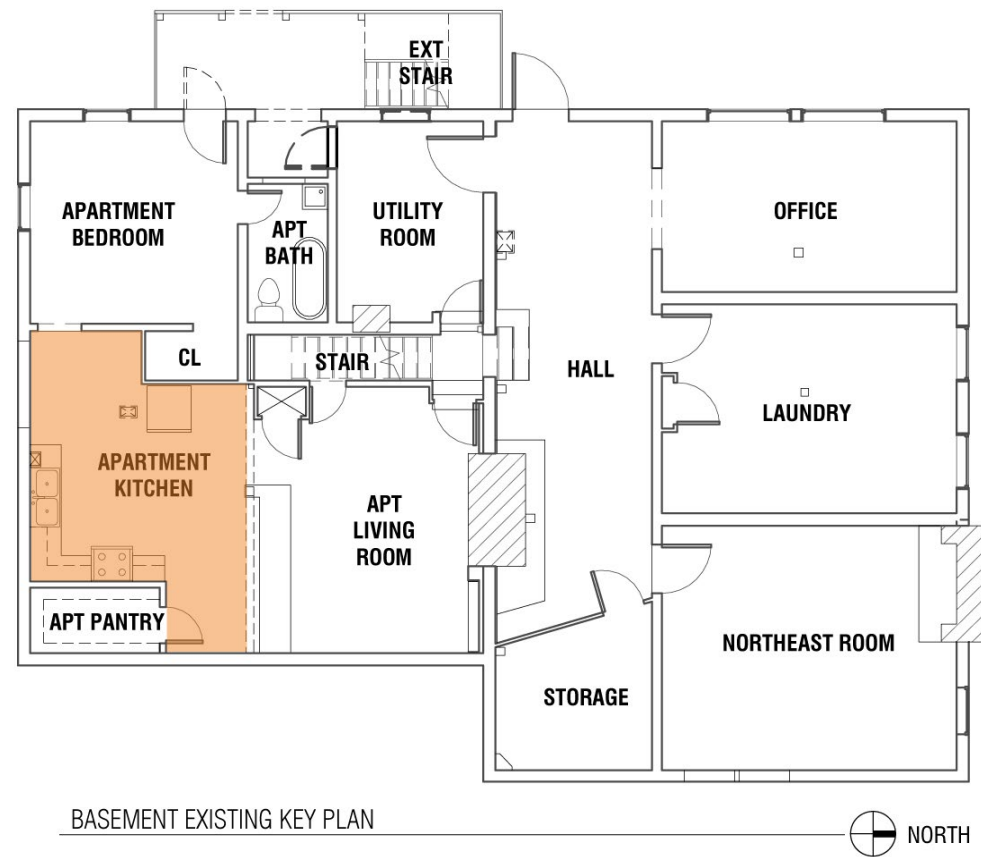 EXT
STAIR
APARTMENT
BEDROOM
APT
BATH
UTILITY
ROOM
OFFICE
CL
STAIR
HALL
LAUNDRY
APARTMENT
KITCHEN
APT
LIVING
ROOM
APT PANTRY
NORTHEAST ROOM
STORAGE
BASEMENT EXISTING KEY PLAN
NORTH